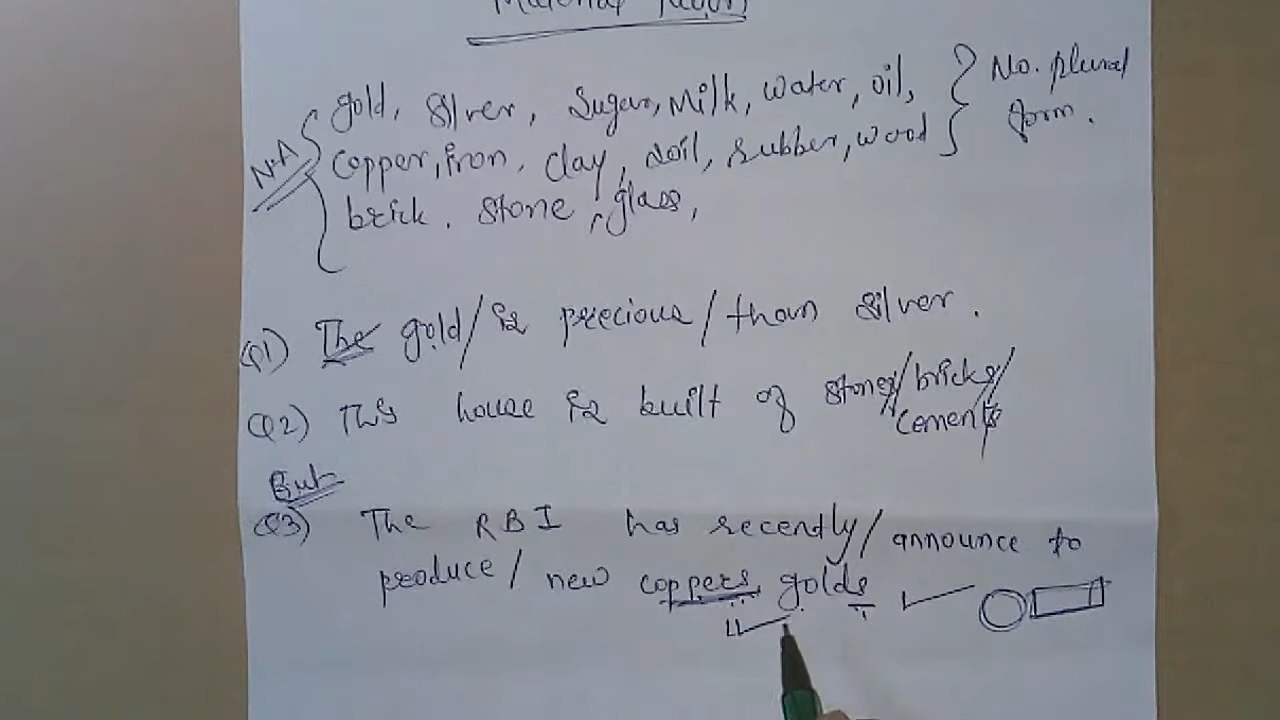 Material Noun
gold, silver, Sugar, Milk, water, oil, } No. plural
N.A { copper, iron, clay, soil, rubber, wood } form.
brick. stone, glass,
Q1) The gold/ is precious/ than silver.
Q2) This house is built of stones/bricks/
cements
But
Q3) The RBI has recently/ announce to
produce/ new coppers, golds